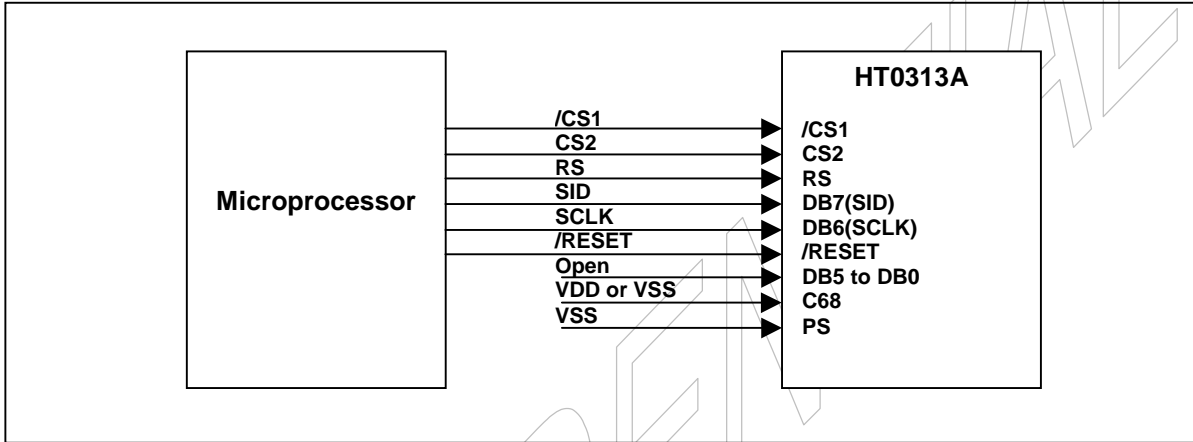 HT0313A
Microprocessor
/CS1
CS2
RS
SID
SCLK
/RESET
Open
VDD or VSS
VSS
/CS1
CS2
RS
DB7(SID)
DB6(SCLK)
/RESET
DB5 to DB0
C68
PS